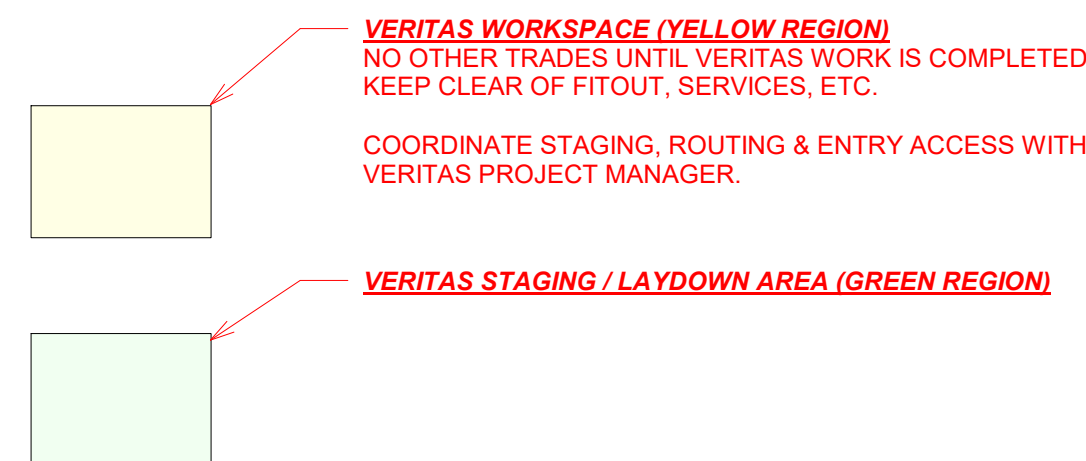 VERITAS WORKSPACE (YELLOW REGION)
NO OTHER TRADES UNTIL VERITAS WORK IS COMPLETED
KEEP CLEAR OF FITOUT, SERVICES, ETC.
COORDINATE STAGING, ROUTING & ENTRY ACCESS WITH
VERITAS PROJECT MANAGER.
VERITAS STAGING / LAYDOWN AREA (GREEN REGION)